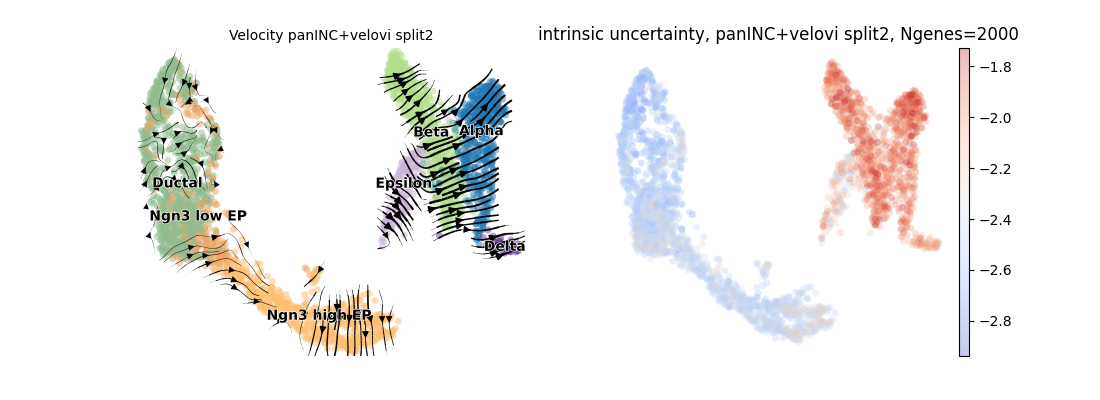 Velocity panINC+velovi split2
Beta
Alpha
Ductal
Epsilon
Ngn3 low EP
Delta
Ngn3 high EP
intrinsic uncertainty, panINC+velovi split2, Ngenes=2000
−1.8
−2.0
−2.2
−2.4
−2.6
−2.8